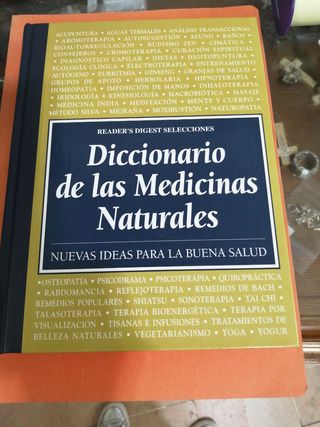 ACUPUNTURA • AGUAS TERMALES • ANÁLISIS TRANSACCIONAL
• AROMOTERAPIA • AUTOSUGESTIÓN • AYUNO • BAÑOS •
BIOAUTORREGULACIÓN • BUDISMO ZEN • CIMÁTICA •
CONSEJEROS • CROMOTERAPIA • CURACIÓN ESPIRITUAL
• DIAGNÓSTICO CAPILAR • DIETAS • DIGITOPUNTURA •
ECOLOGÍA CLÍNICA • ELECTROTERAPIA • ENTRENAMIENTO
AUTÓGENO • EURRITMIA • GINSENG • GRANJAS DE SALUD •
GRUPOS DE APOYO • HERBOLARIA • HIPNOTERAPIA •
HOMEOPATÍA • IMPOSICIÓN DE MANOS • INHALOTERAPIA
• IRIDOLOGÍA • KINESIOLOGÍA • MACROBIÓTICA • MASAJE
• MEDICINA INDIA • MEDITACIÓN • MENTE Y CUERPO •
METODO SILVA • MIGRAÑA • MOXIBUSTIÓN • NATUROPATÍA
READER'S DIGEST SELECCIONES
Diccionario
de las Medicinas
Naturales
NUEVAS IDEAS PARA LA BUENA SALUD
• OSTEOPATÍA • PSICODRAMA • PSICOTERAPIA • QUIROPRÁCTICA
• RABDOMANCIA • REFLEJOTERAPIA • REMEDIOS DE BACH •
REMEDIOS POPULARES • SHIATSU • SONOTERAPIA • TAI CHI •
TALASOTERAPIA • TERAPIA BIOENERGÉTICA • TERAPIA POR
VISUALIZACIÓN • TISANAS E INFUSIONES • TRATAMIENTOS DE
BELLEZA NATURALES • VEGETARIANISMO • YOGA • YOGUR